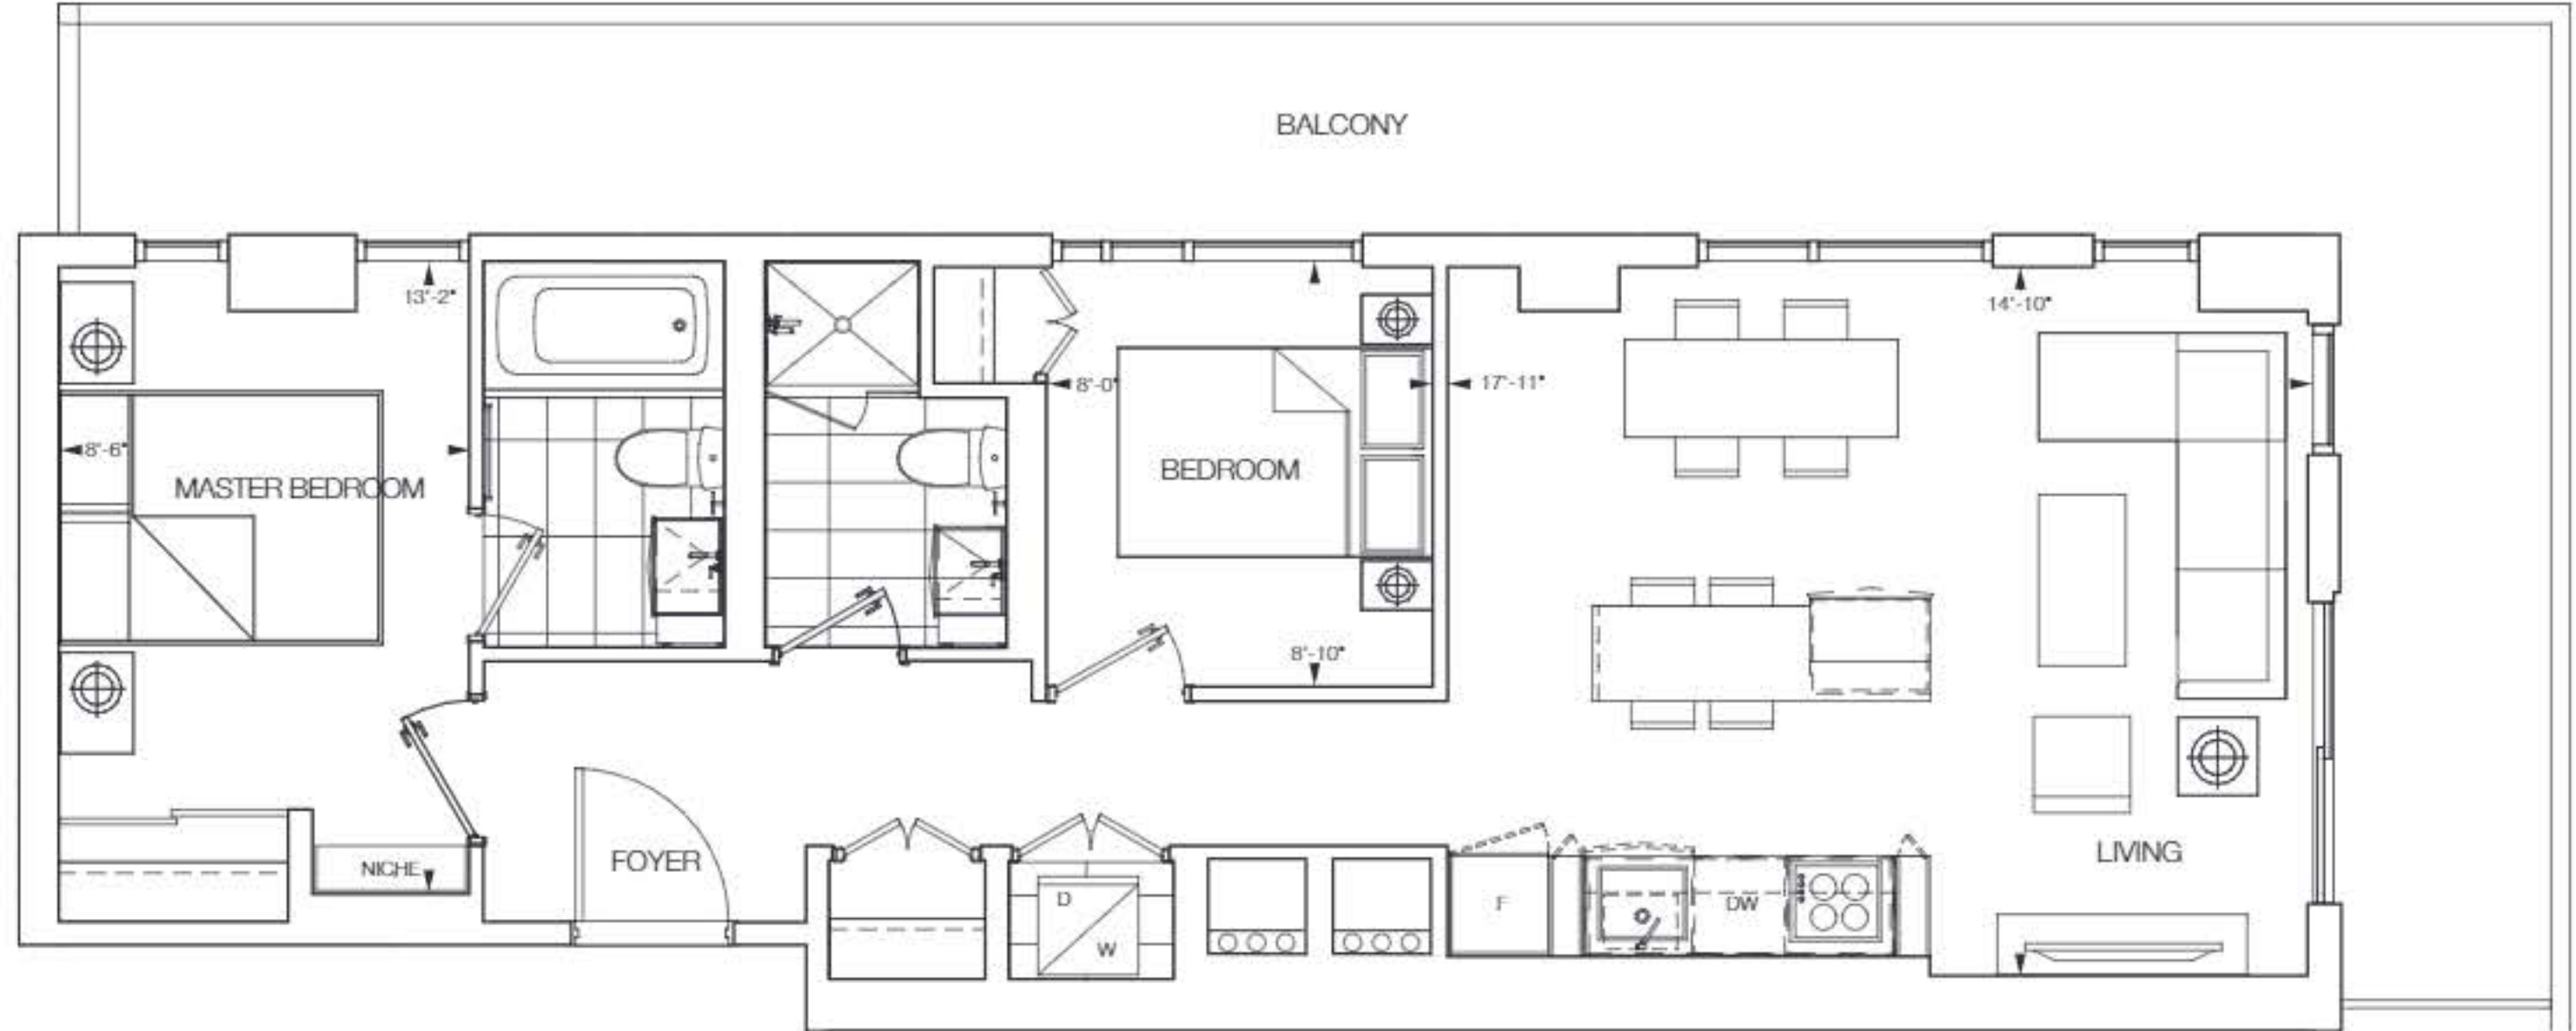 BALCONY
13'-2"
14'-10"
8'-0"
17'-11"
8'-6"
MASTER BEDROOM
BEDROOM
8'-10"
NICHE
FOYER
LIVING
D
W
F
DW